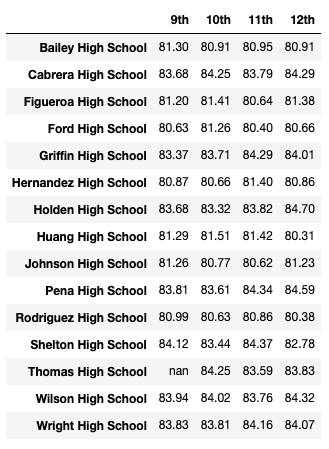 9th 10th 11th 12th
Bailey High School 81.30 80.91 80.95 80.91
Cabrera High School 83.68 84.25 83.79 84.29
Figueroa High School 81.20 81.41 80.64 81.38
Ford High School 80.63 81.26 80.40 80.66
Griffin High School 83.37 83.71 84.29 84.01
Hernandez High School 80.87 80.66 81.40 80.86
Holden High School 83.68 83.32 83.82 84.70
Huang High School 81.29 81.51 81.42 80.31
Johnson High School 81.26 80.77 80.62 81.23
Pena High School 83.81 83.61 84.34 84.59
Rodriguez High School 80.99 80.63 80.86 80.38
Shelton High School 84.12 83.44 84.37 82.78
Thomas High School nan 84.25 83.59 83.83
Wilson High School 83.94 84.02 83.76 84.32
Wright High School 83.83 83.81 84.16 84.07